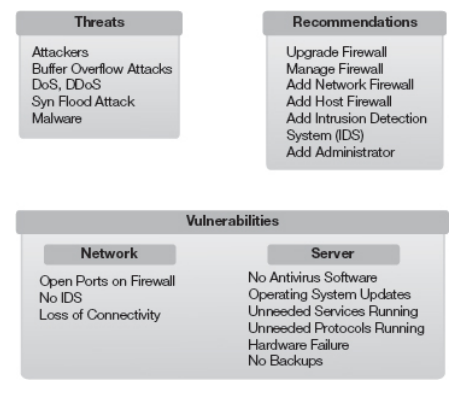 Threats
Attackers
Buffer Overflow Attacks
DoS, DDoS
Syn Flood Attack
Malware
Recommendations
Upgrade Firewall
Manage Firewall
Add Network Firewall
Add Host Firewall
Add Intrusion Detection
System (IDS)
Add Administrator
Vulnerabilities
Network
Open Ports on Firewall
No IDS
Loss of Connectivity
Server
No Antivirus Software
Operating System Updates
Unneeded Services Running
Unneeded Protocols Running
Hardware Failure
No Backups